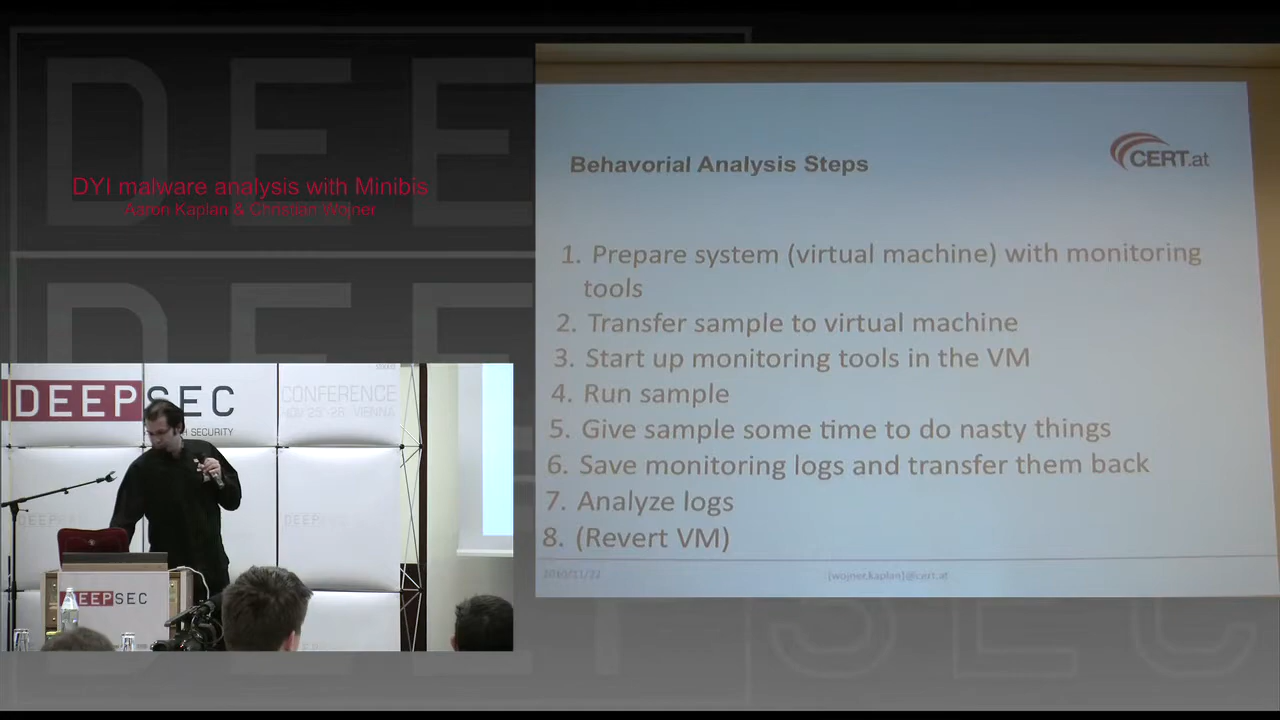 DYI malware analysis with Minibis
Aaron Kaplan & Christian Wojner
CERT.at
Behavorial Analysis Steps
1. Prepare system (virtual machine) with monitoring
tools
2. Transfer sample to virtual machine
3. Start up monitoring tools in the VM
4. Run sample
5. Give sample some time to do nasty things
6. Save monitoring logs and transfer them back
7. Analyze logs
8. (Revert VM)
[wojner,kaplan]@cert.at
DEEPSEC
CONFERENCE
SECURITY
DEEPSEC
DEEPSEC